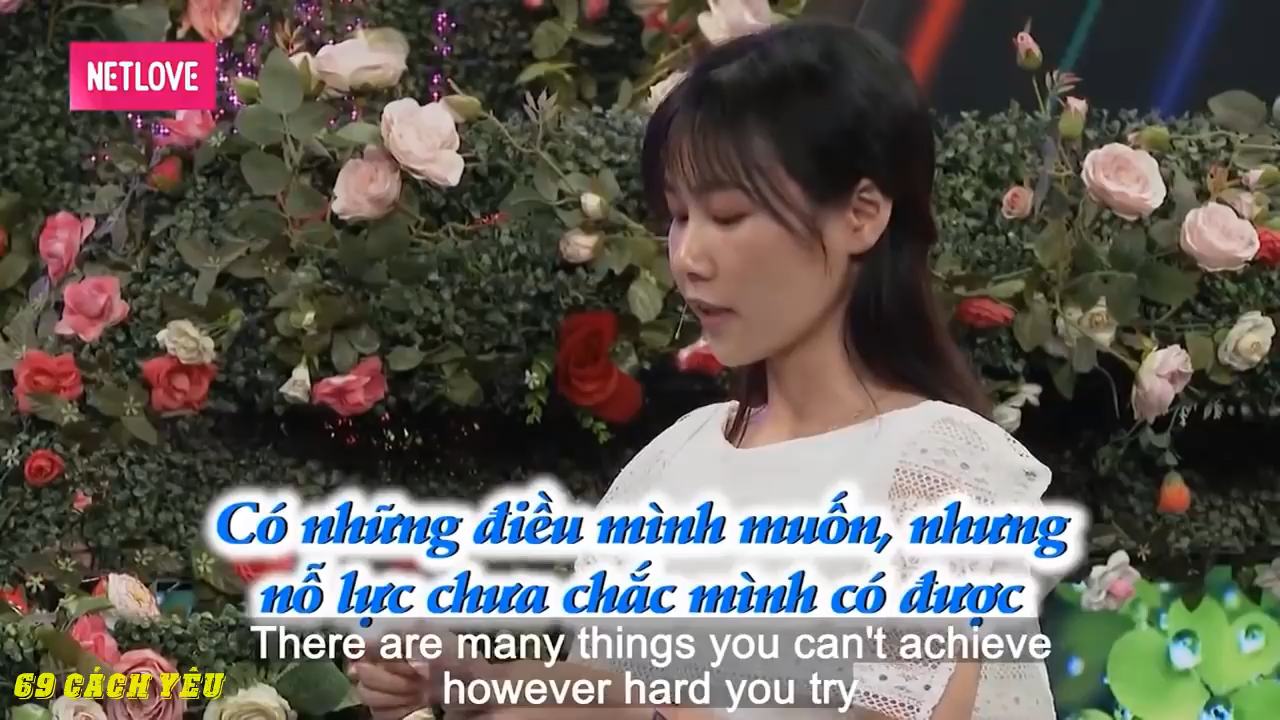 NETLOVE
Có những điều mình muốn, nhưng
nỗ lực chưa chắc mình có được
There are many things you can't achieve
however hard you try
69 CÁCH YÊU